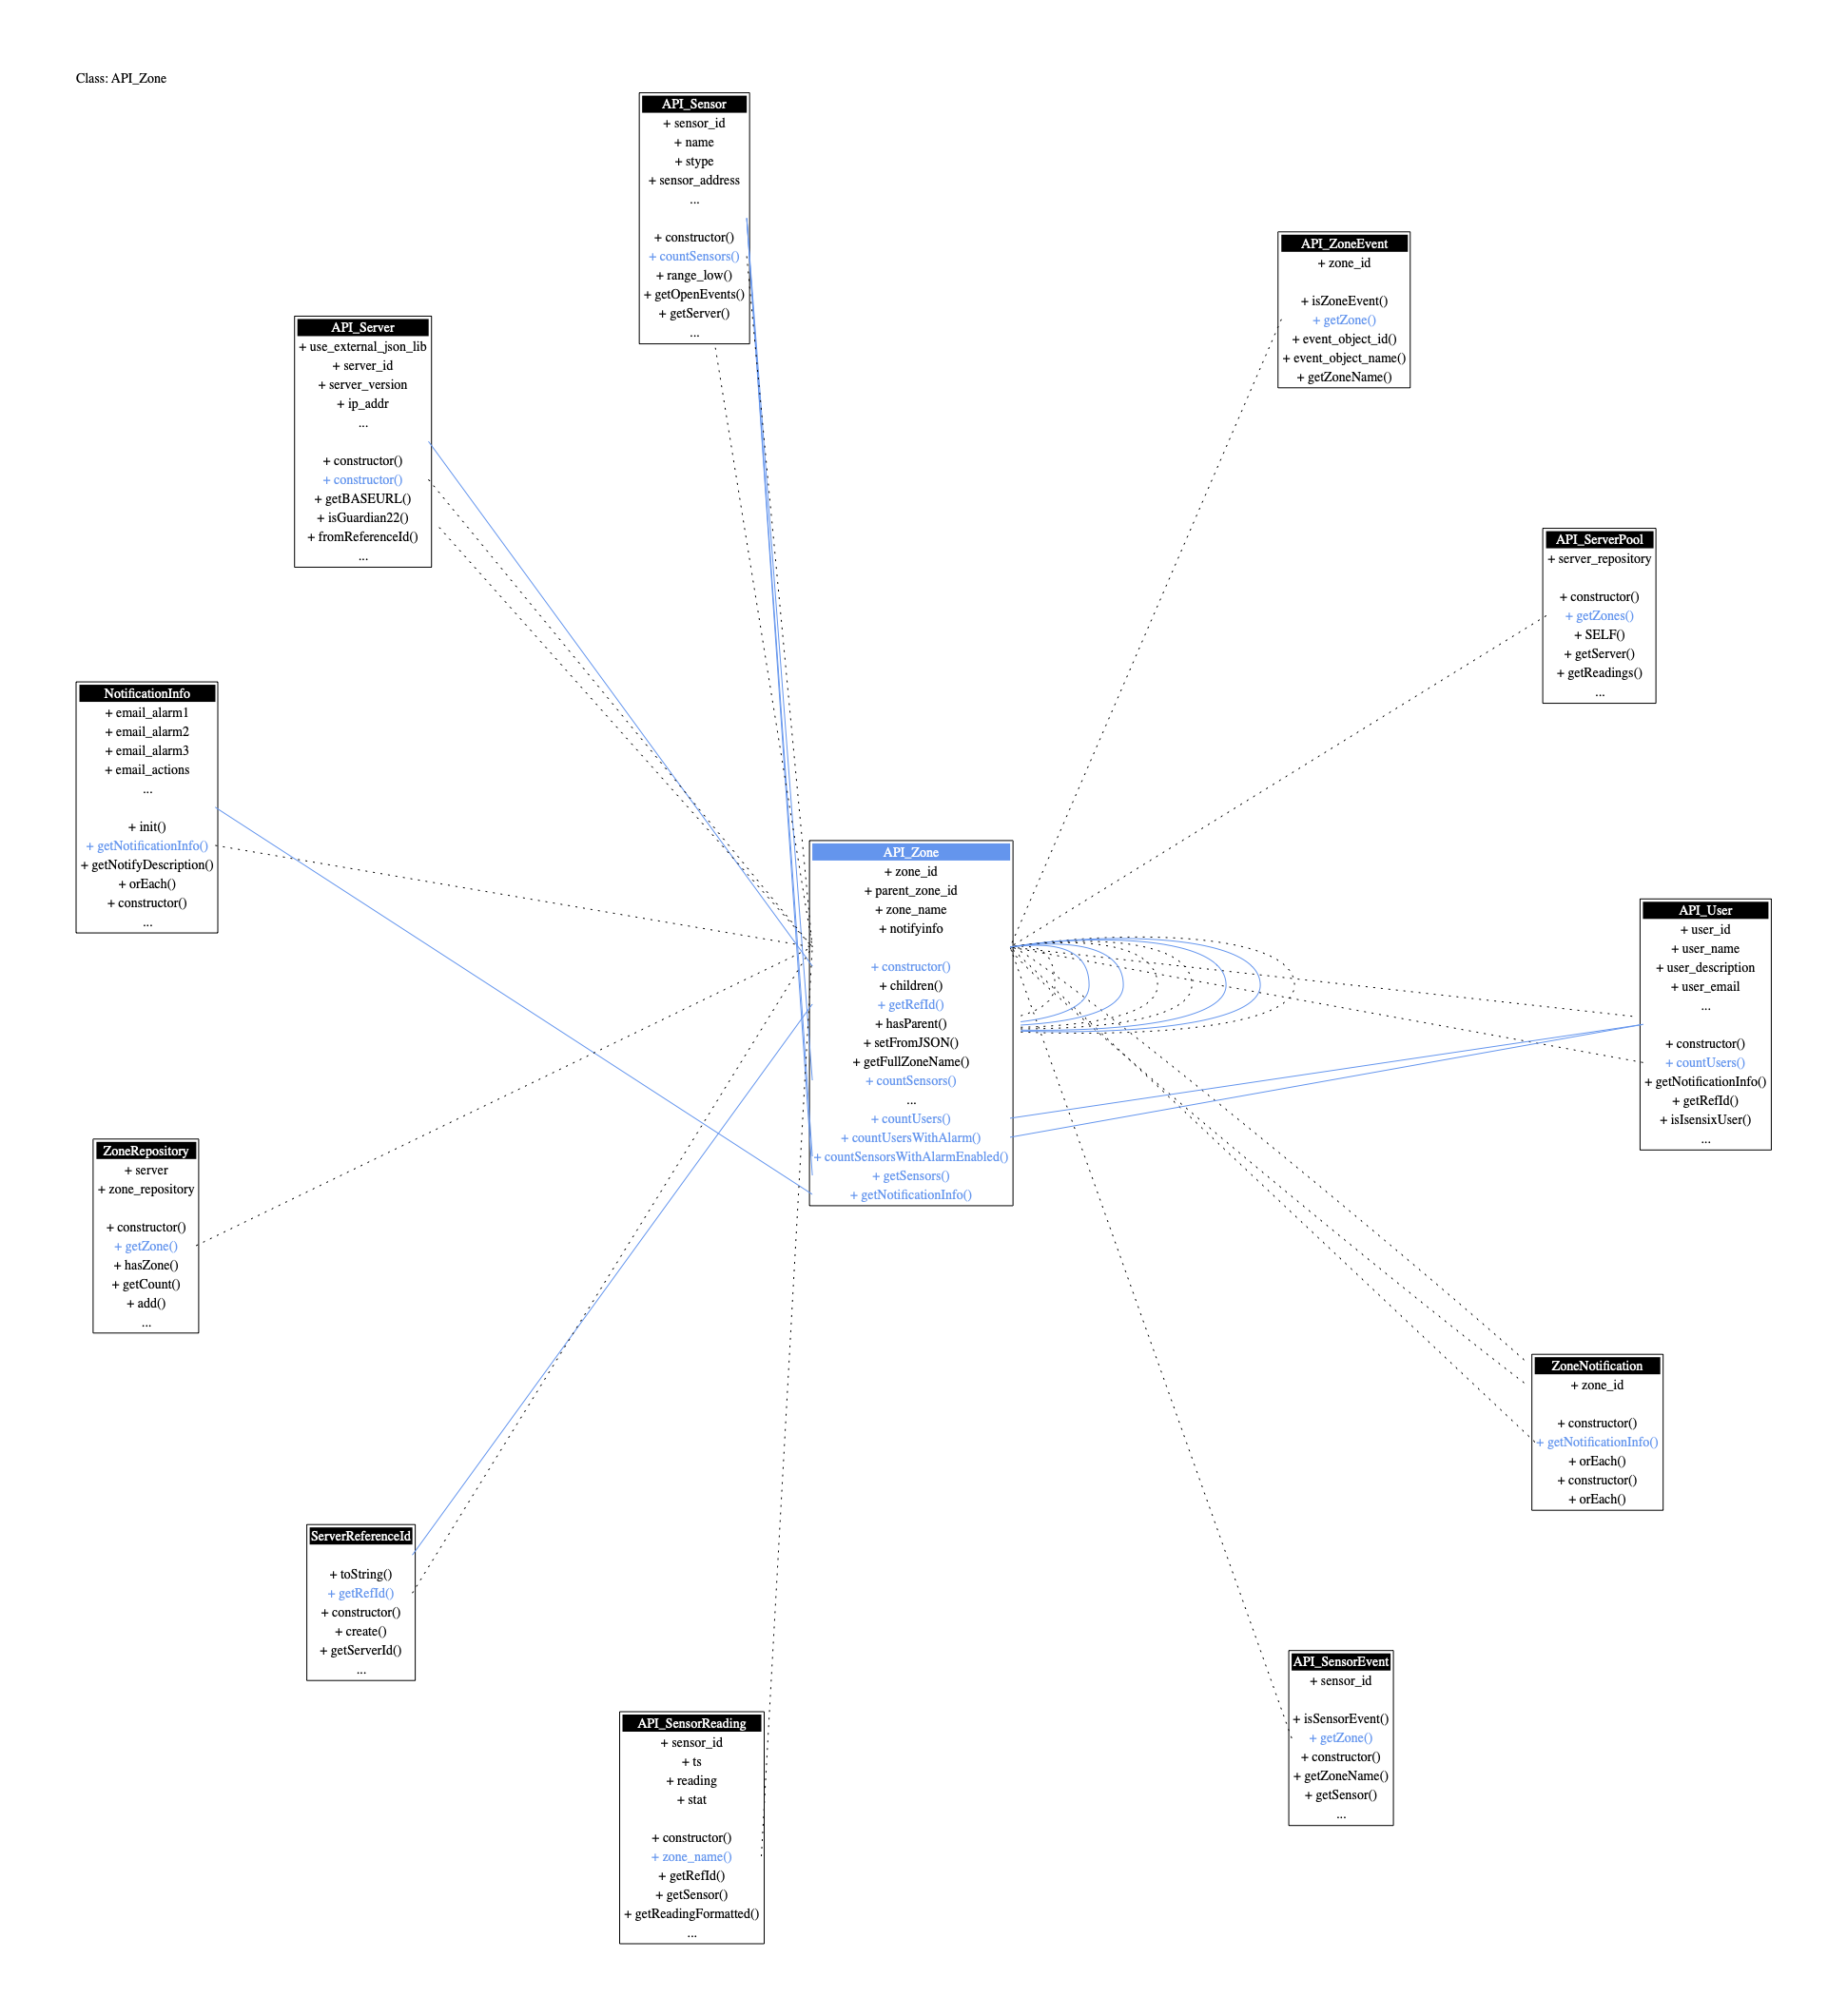 Class: API_Zone
API_Sensor
+ sensor_id
+ name
+ stype
+ sensor_address
...
+ constructor()
+ countSensors()
+ range_low()
+ getOpenEvents()
+ getServer()
...
API_ZoneEvent
+ zone_id
+ isZoneEvent()
+ getZone()
+ event_object_id()
+ event_object_name()
+ getZoneName()
API_Server
+ use_external_json_lib
+ server_id
+ server_version
+ ip_addr
...
+ constructor()
+ constructor()
+ getBASEURL()
+ isGuardian22()
+ fromReferenceId()
...
API_ServerPool
+ server_repository
+ constructor()
+ getZones()
+ SELF()
+ getServer()
+ getReadings()
...
NotificationInfo
+ email_alarm1
+ email_alarm2
+ email_alarm3
+ email_actions
...
+ init()
+ getNotificationInfo()
+ getNotifyDescription()
+ orEach()
+ constructor()
...
API_Zone
+ zone_id
+ parent_zone_id
+ zone_name
+ notifyinfo
+ constructor()
+ children()
+ getRefId()
+ hasParent()
+ setFromJSON()
+ getFullZoneName()
+ countSensors()
...
+ countUsers()
+ countUsersWithAlarm()
+ countSensorsWithAlarmEnabled()
+ getSensors()
+ getNotificationInfo()
API_User
+ user_id
+ user_name
+ user_description
+ user_email
...
+ constructor()
+ countUsers()
+ getNotificationInfo()
+ getRefId()
+ isIsensixUser()
...
ZoneRepository
+ server
+ zone_repository
+ constructor()
+ getZone()
+ hasZone()
+ getCount()
+ add()
...
ZoneNotification
+ zone_id
+ constructor()
+ getNotificationInfo()
+ orEach()
+ constructor()
+ orEach()
ServerReferenceId
+ toString()
+ getRefId()
+ constructor()
+ create()
+ getServerId()
...
API_SensorEvent
+ sensor_id
+ isSensorEvent()
+ getZone()
+ constructor()
+ getZoneName()
+ getSensor()
...
API_SensorReading
+ sensor_id
+ ts
+ reading
+ stat
+ constructor()
+ zone_name()
+ getRefId()
+ getSensor()
+ getReadingFormatted()
...